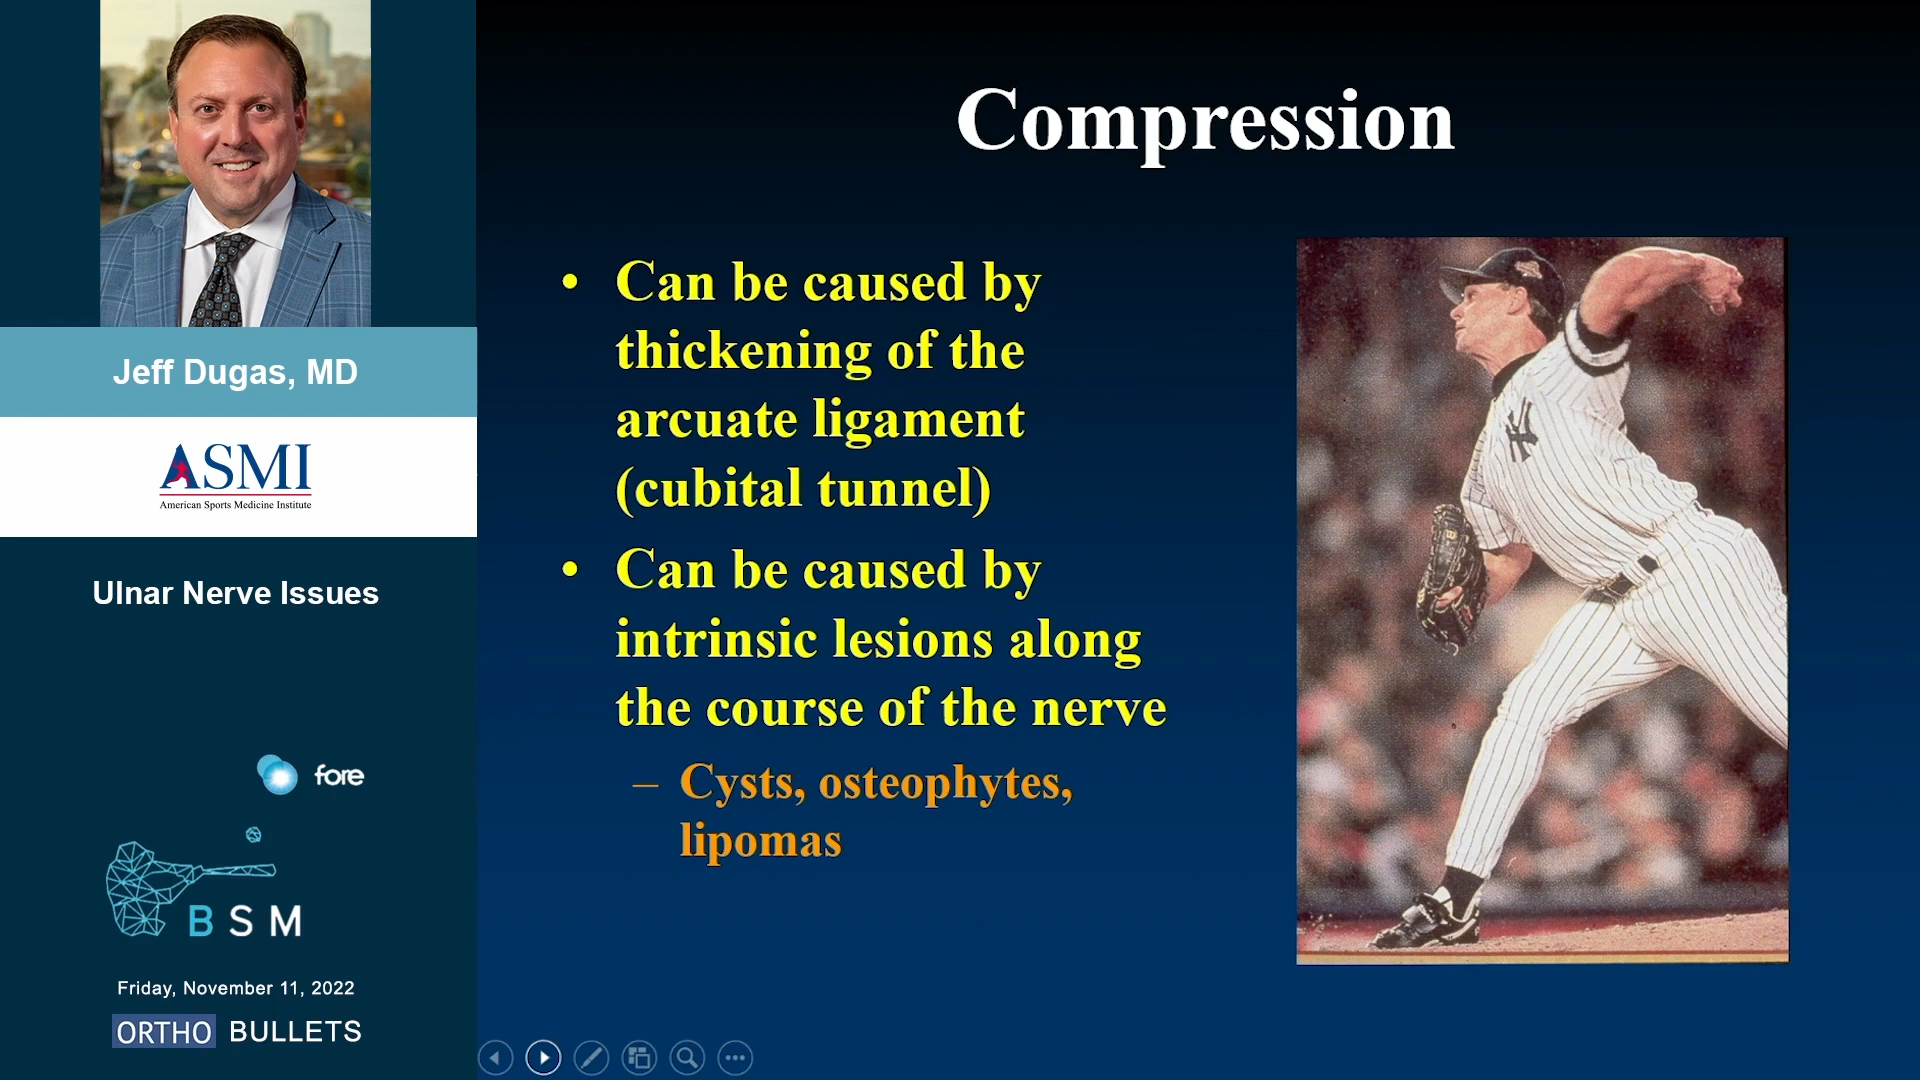 Jeff Dugas, MD
ASMI
American Sports Medicine Institute
Ulnar Nerve Issues
fore
BSM
Friday, November 11, 2022
ORTHO BULLETS
Compression
• Can be caused by
thickening of the
arcuate ligament
(cubital tunnel)
• Can be caused by
intrinsic lesions along
the course of the nerve
– Cysts, osteophytes,
lipomas
NY